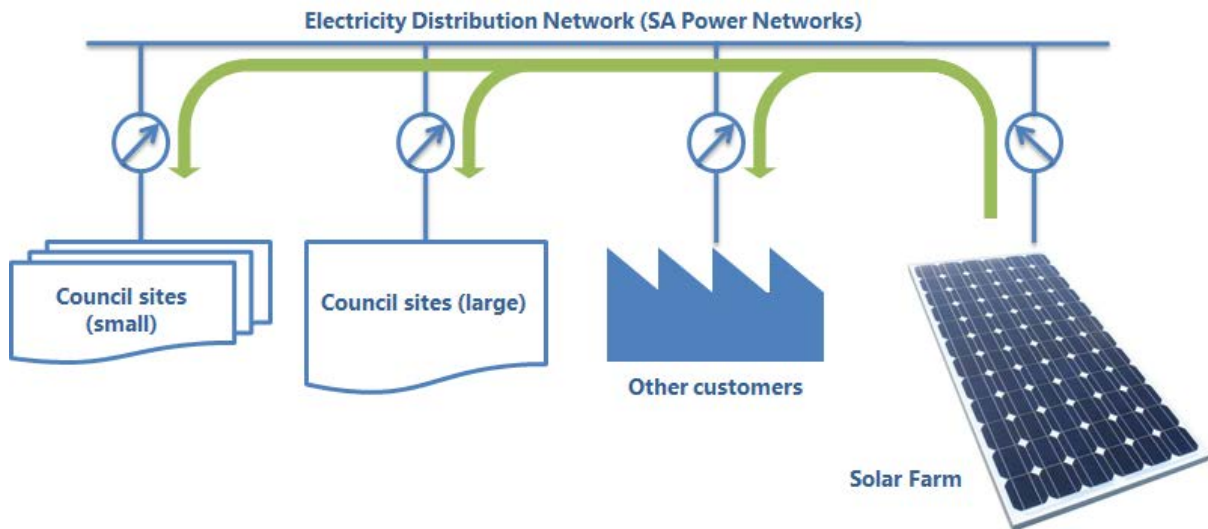 Electricity Distribution Network (SA Power Networks)
Council sites
(small)
Council sites (large)
Other customers
Solar Farm